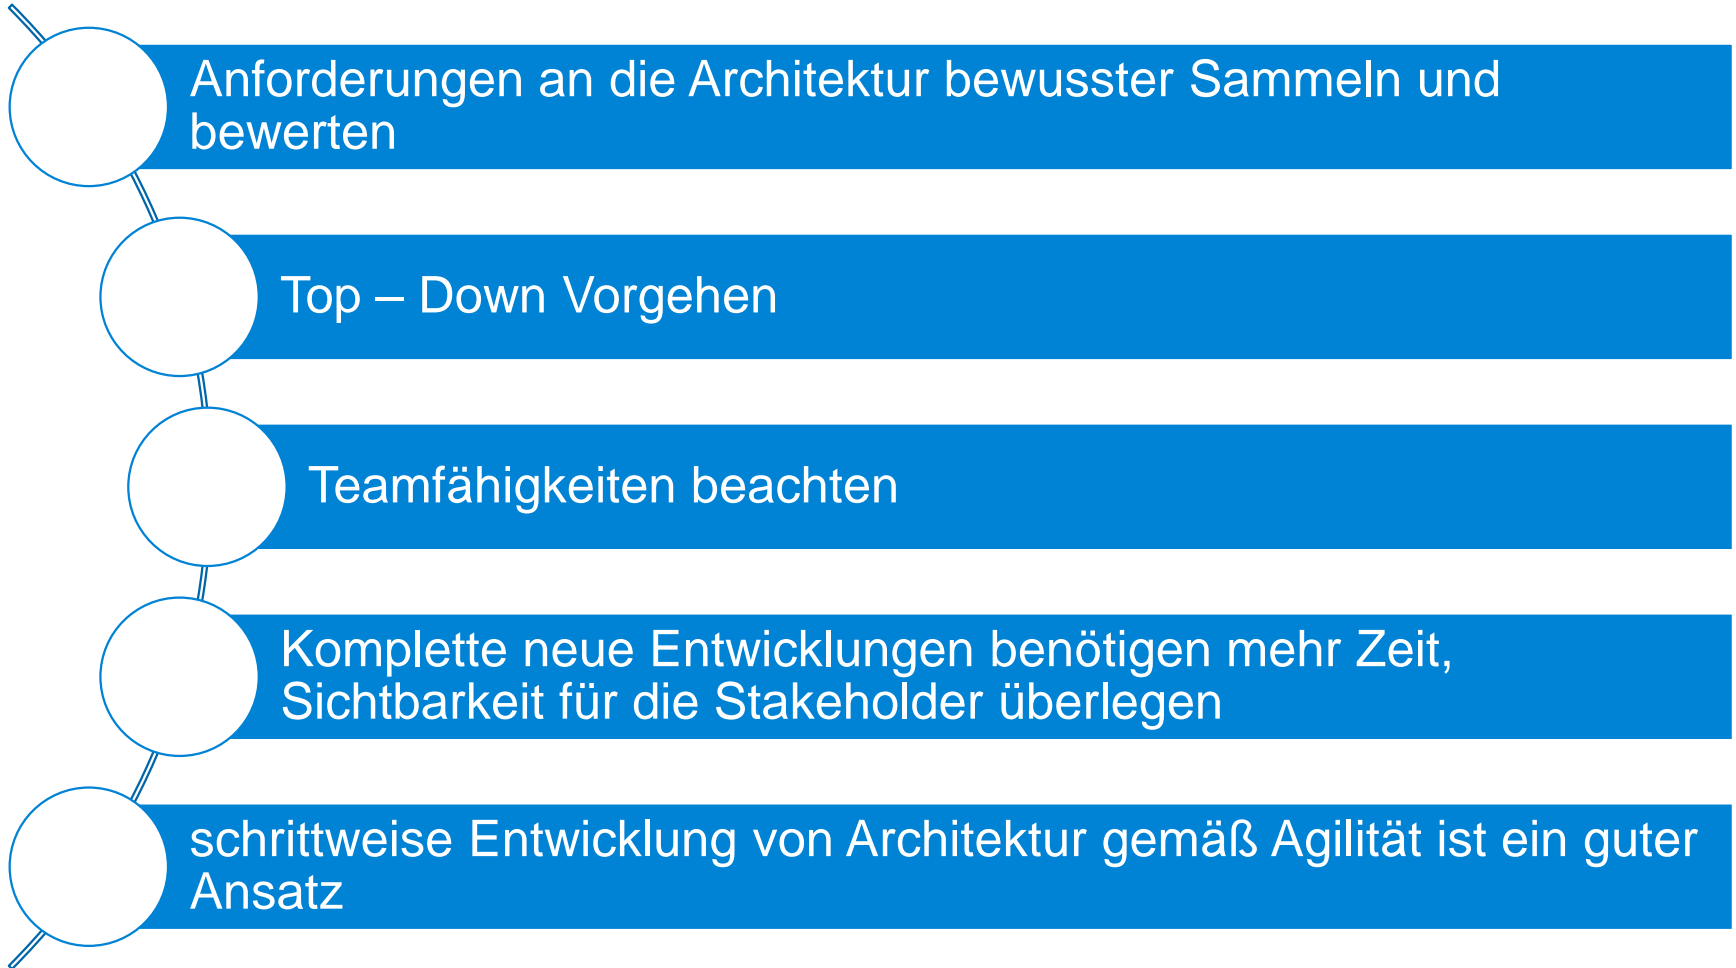 Anforderungen an die Architektur bewusster Sammeln und
bewerten
Top – Down Vorgehen
Teamfähigkeiten beachten
Komplette neue Entwicklungen benötigen mehr Zeit,
Sichtbarkeit für die Stakeholder überlegen
schrittweise Entwicklung von Architektur gemäß Agilität ist ein guter
Ansatz